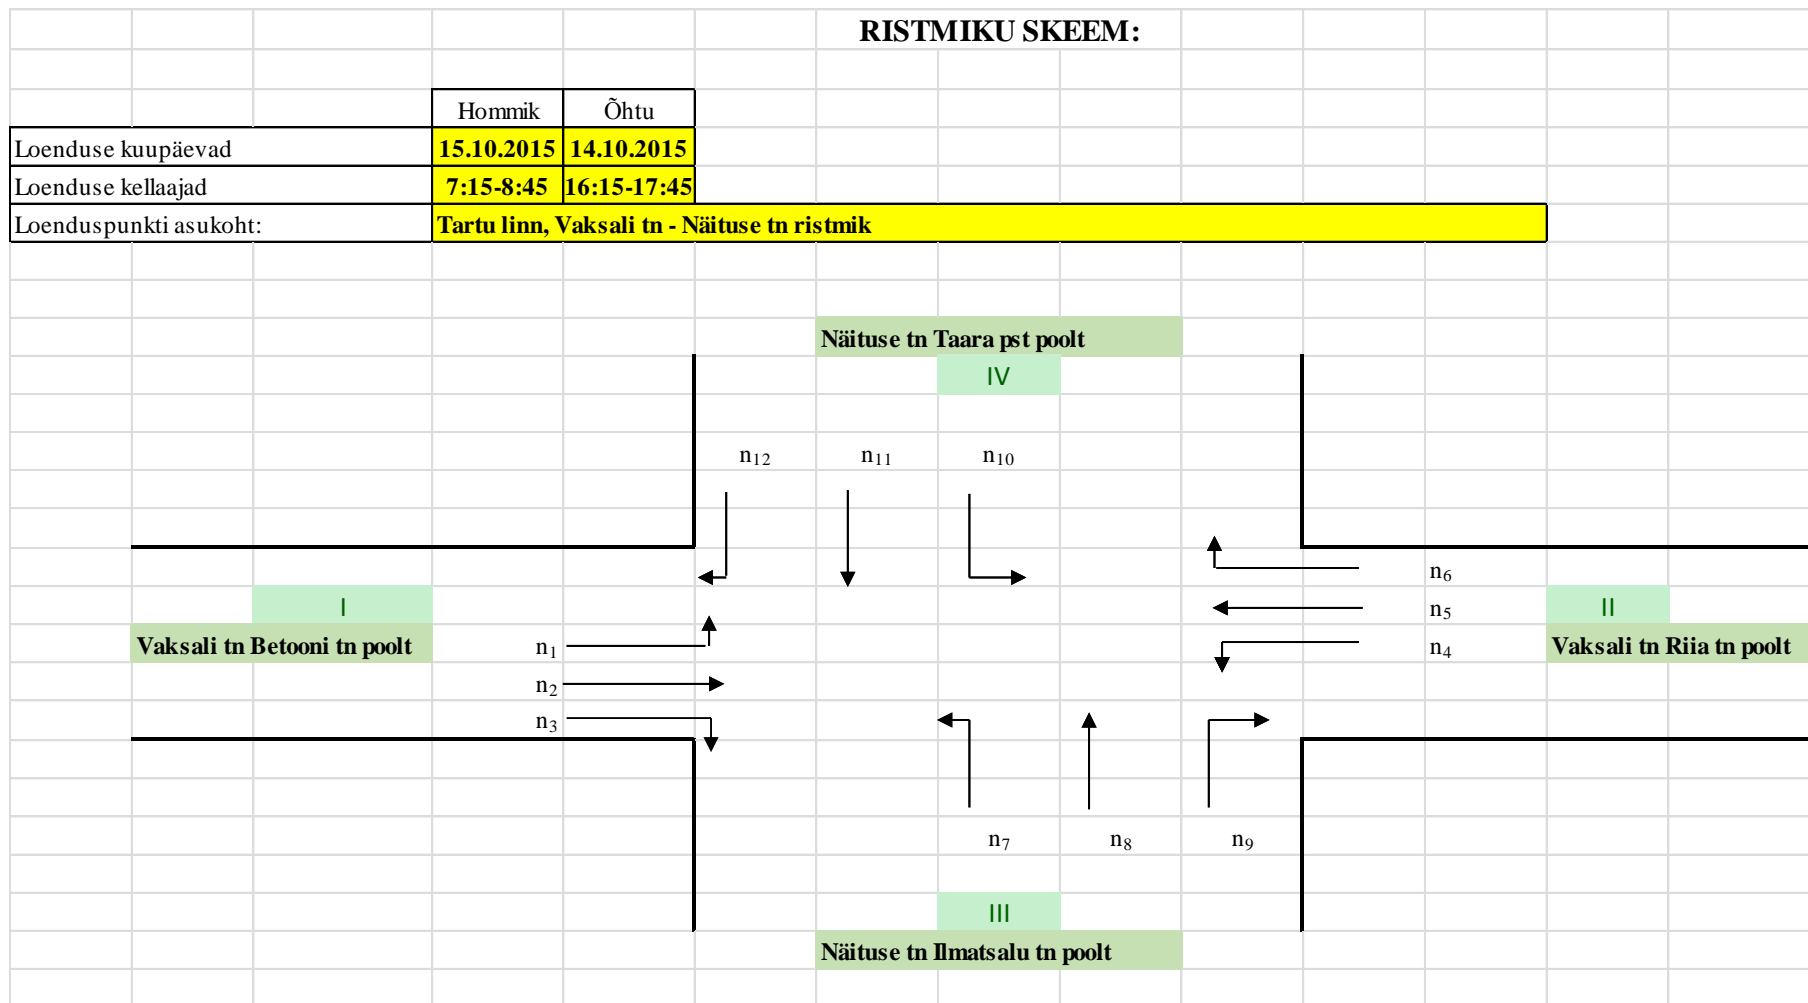 RISTMIKU SKEEM:
Hommik Õhtu
Loenduse kuupäevad 15.10.2015 14.10.2015
Loenduse kellaajad 7:15-8:45 16:15-17:45
Loenduspunkti asukoht: Tartu linn, Vaksali tn - Näituse tn ristmik
Näituse tn Taara pst poolt
IV
n12 n11 n10
n6
I n5 II
Vaksali tn Betooni tn poolt n1 n4 Vaksali tn Riia tn poolt
n2
n3
n7 n8 n9
III
Näituse tn Ilmatsalu tn poolt